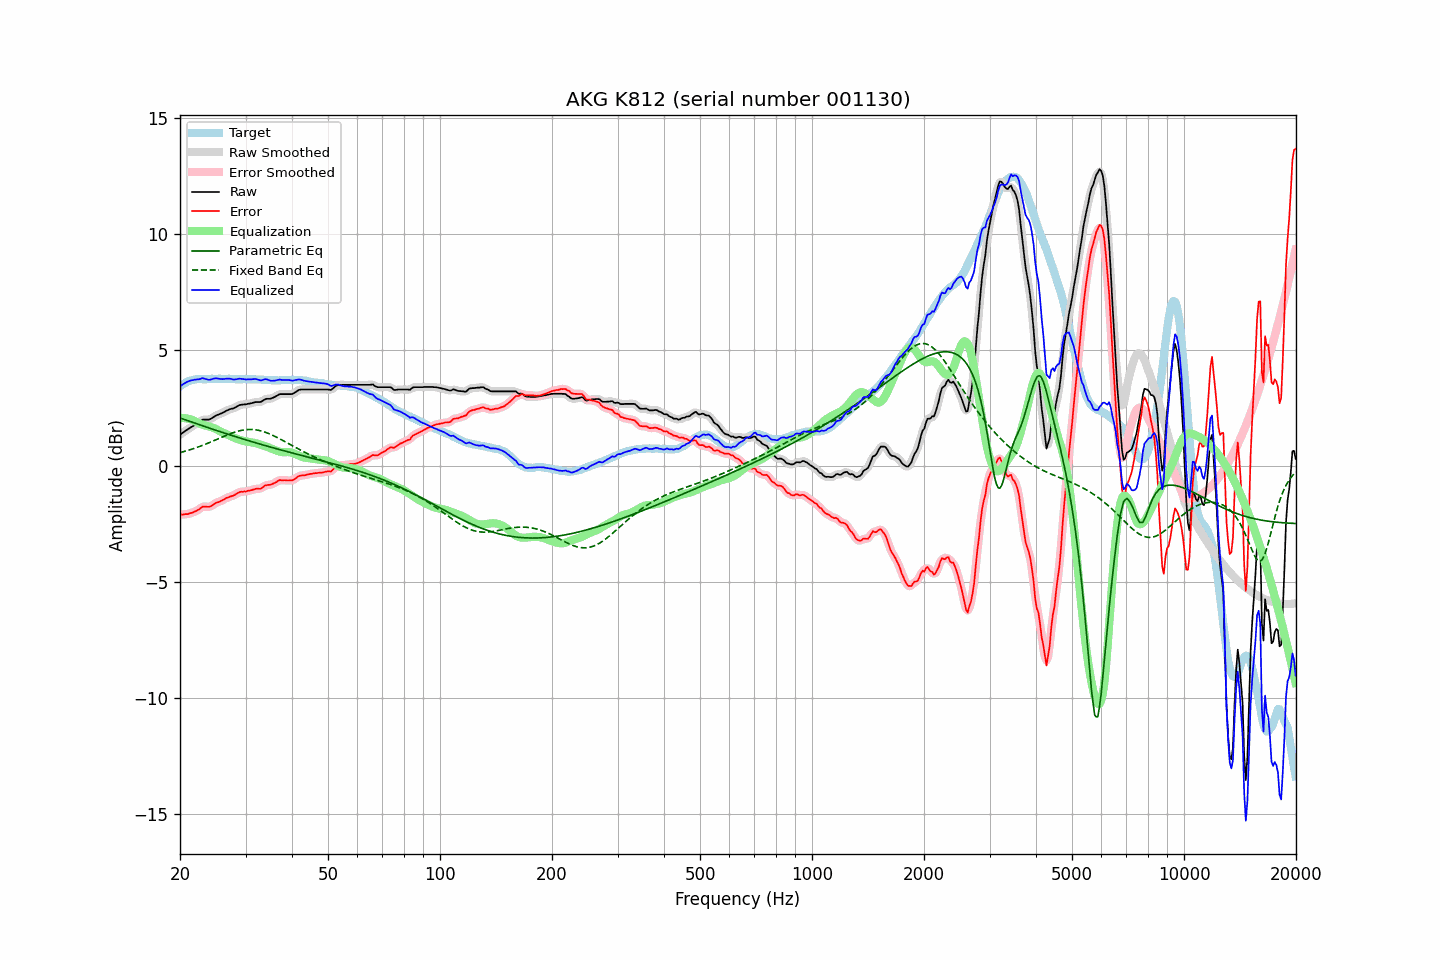 AKG K812 (serial number 001130)
Target
Raw Smoothed
Error Smoothed
Raw
Error
Equalization
Parametric Eq
Fixed Band Eq
Equalized
Amplitude (dBr)
15
10
5
0
−5
−10
−15
20 50 100 200 500 1000 2000 5000 10000 20000
Frequency (Hz)